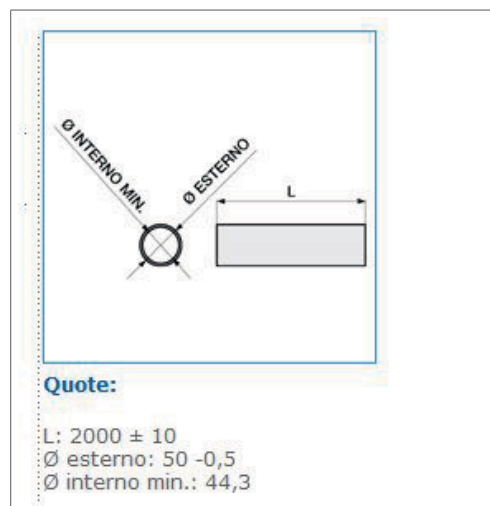 Ø INTERNO MIN.
Ø ESTERNO
L
Quote:
L: 2000 ± 10
Ø esterno: 50 -0,5
Ø interno min.: 44,3